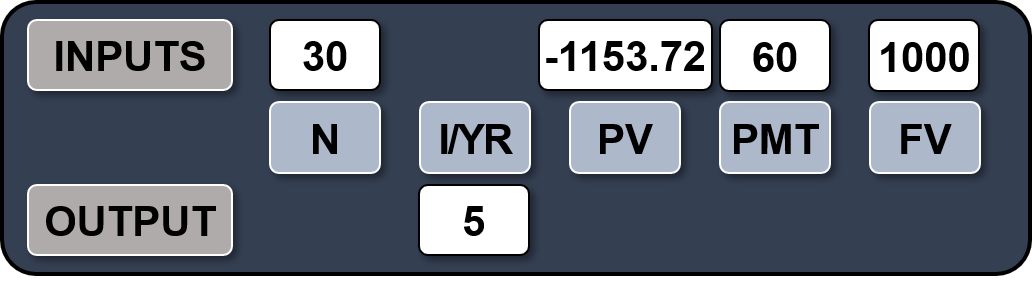 INPUTS 30 -1153.72 60 1000
N I/YR PV PMT FV
OUTPUT 5